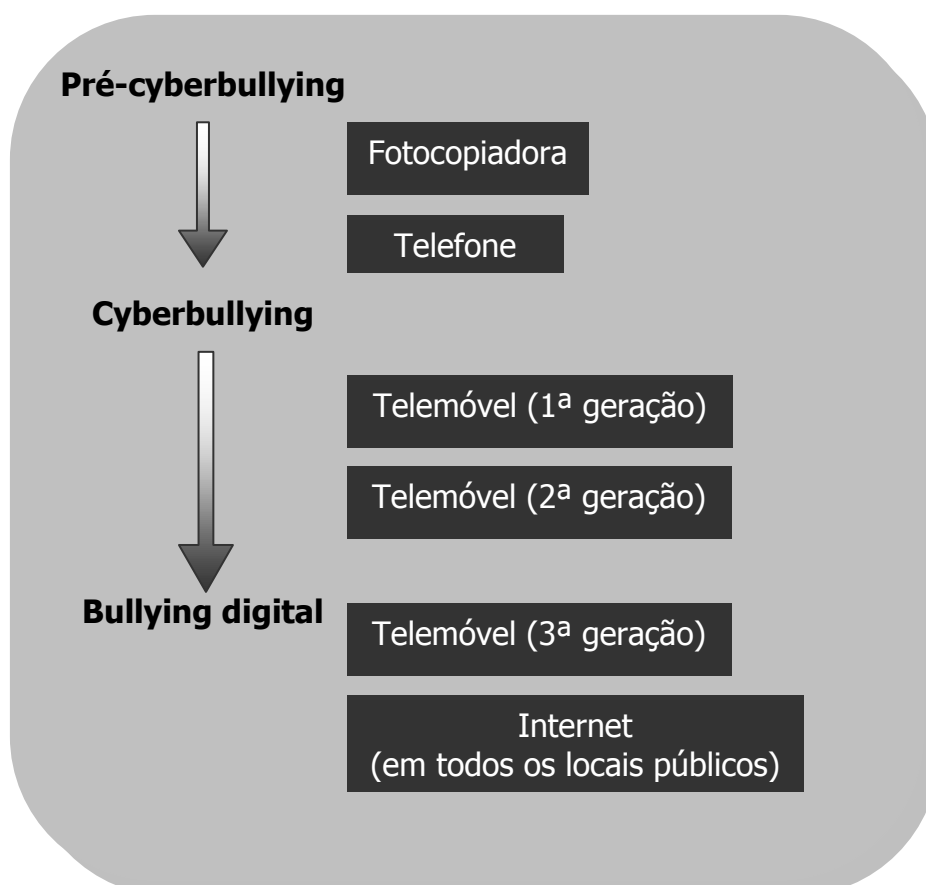 Pré-cyberbullying
Fotocopiadora
Telefone
Cyberbullying
Telemóvel (1ª geração)
Telemóvel (2ª geração)
Bullying digital
Telemóvel (3ª geração)
Internet
(em todos os locais públicos)